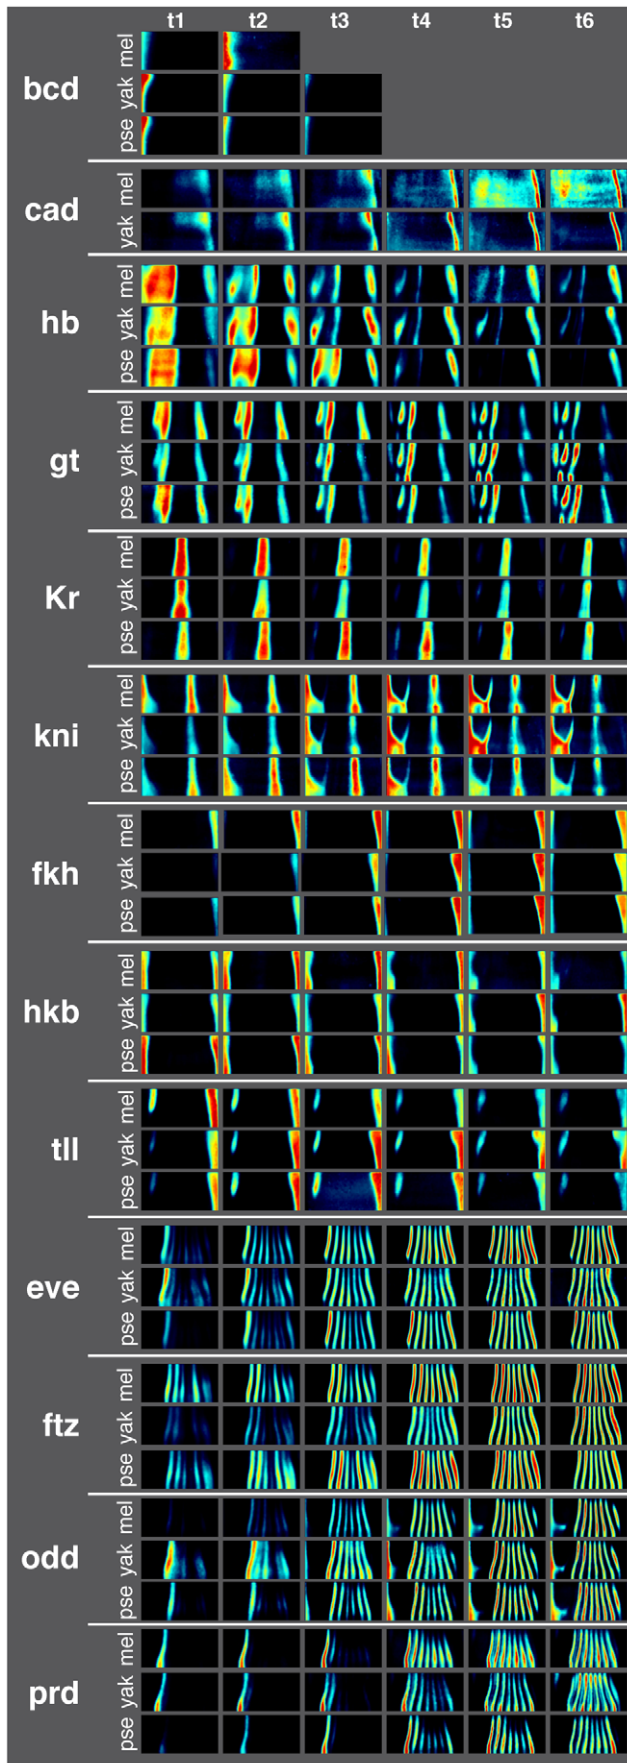 t1 t2 t3 t4 t5 t6
bcd
mel
yak
pse
cad
mel
yak
hb
mel
yak
pse
gt
mel
yak
pse
Kr
mel
yak
pse
kni
mel
yak
pse
fkh
mel
yak
pse
hkb
mel
yak
pse
tll
mel
yak
pse
eve
mel
yak
pse
ftz
mel
yak
pse
odd
mel
yak
pse
prd
mel
yak
pse